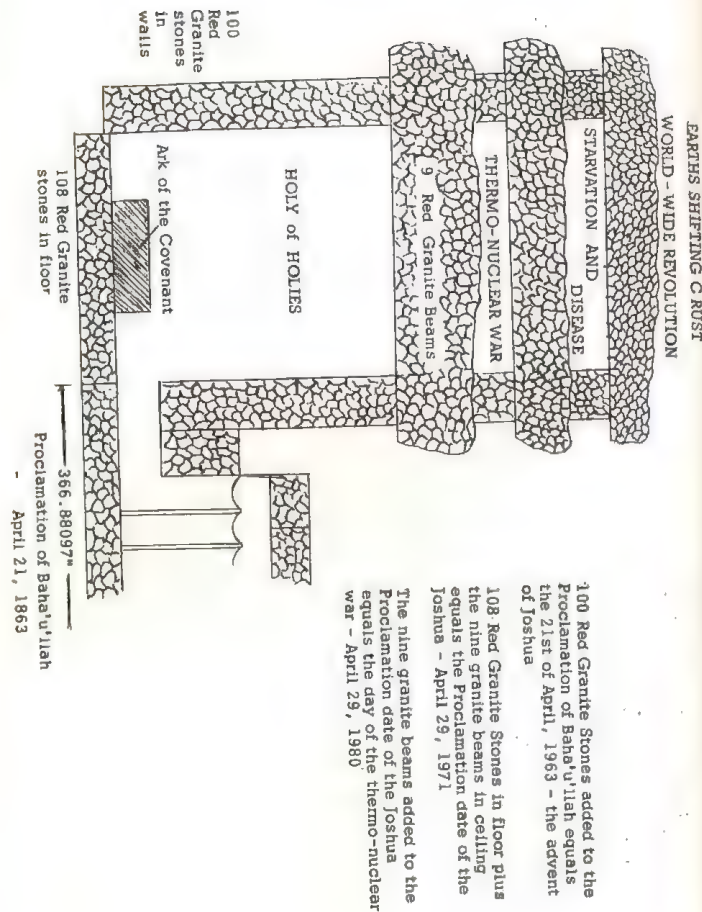 EARTHS SHIFTING CRUST
WORLD-WIDE REVOLUTION
STARVATION AND
DISEASE
THERMO-NUCLEAR WAR
9 Red Granite Beams
HOLY of HOLIES
Ark of the Covenant
100
Red
Granite
stones
in
walls
108 Red Granite
stones in floor
366.88097"
Proclamation of Baha'u'llah
- April 21, 1863
100 Red Granite Stones added to the
Proclamation of Baha'u'llah equals
the 21st of April, 1963 - the advent
of Joshua
108 Red Granite Stones in floor plus
the nine granite beams in ceiling
equals the Proclamation date of the
Joshua - April 29, 1971
The nine granite beams added to the
Proclamation date of the Joshua
equals the day of the thermo-nuclear
war - April 29, 1980